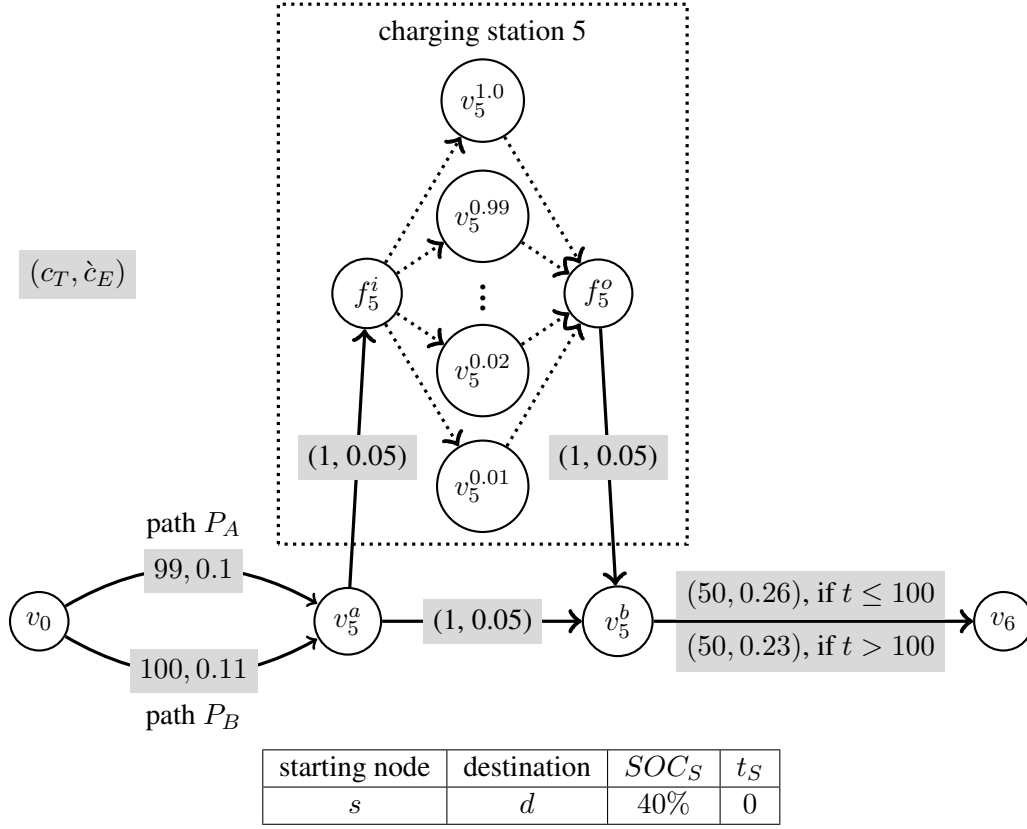 charging station 5
v_5^{1.0}
v_5^{0.99}
(c_T, \grave{c}_E)
f_5^i
f_5^o
v_5^{0.02}
(1, 0.05)
(1, 0.05)
v_5^{0.01}
path P_A
99, 0.1
v_0
v_5^a
(1, 0.05)
v_5^b
(50, 0.26), if t ≤ 100
(50, 0.23), if t > 100
v_6
100, 0.11
path P_B
starting node destination SOC_S t_S
s d 40% 0